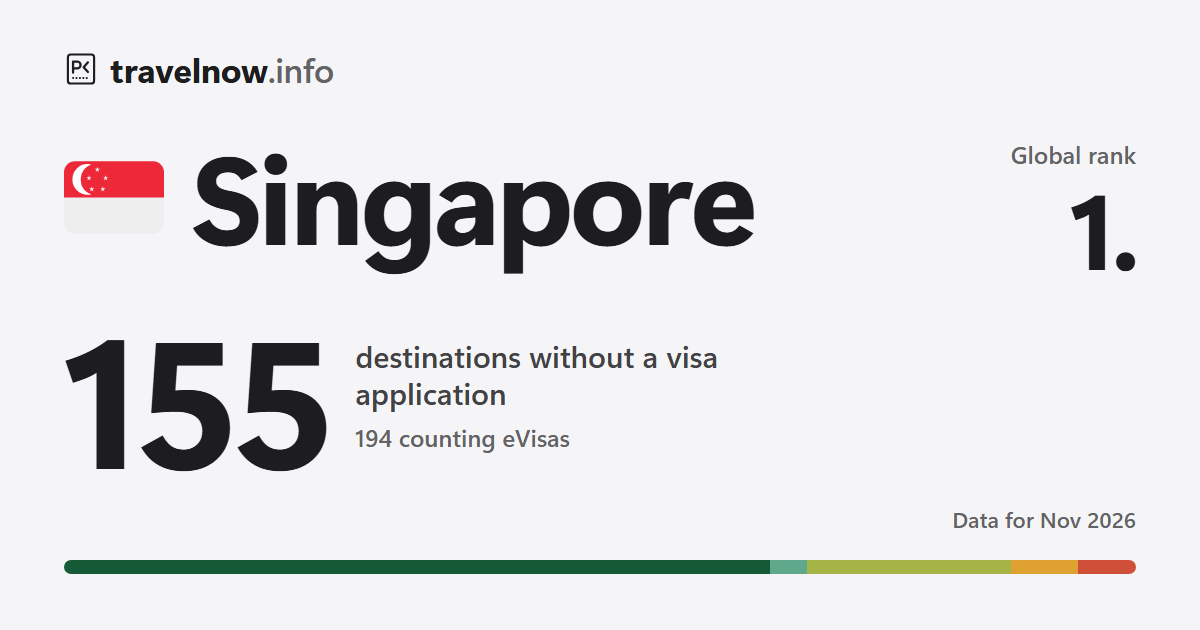 travelnow.info
Singapore
Global rank
1.
155
destinations without a visa
application
194 counting eVisas
Data for Nov 2026